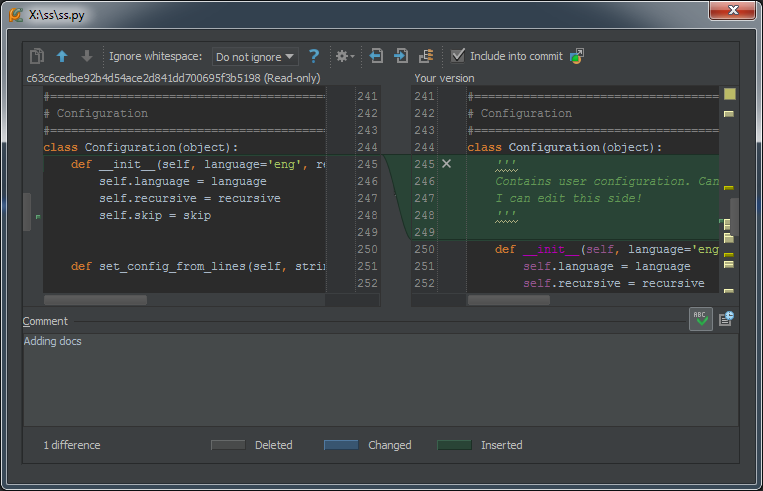 X:\ss\ss.py
Ignore whitespace: Do not ignore ? Include into commit
c63c6cedbe92b4d54ace2d841dd700695f3b5198 (Read-only) Your version
#========================================= 241 241 #===================================
# Configuration 242 242 # Configuration
#========================================= 243 243 #===================================
class Configuration(object): 244 244 class Configuration(object):
def __init__(self, language='eng', re 245 245 '''
self.language = language 246 246 Contains user configuration. Can
self.recursive = recursive 247 247 I can edit this side!
self.skip = skip 248 248 '''
249 249
250 250 def __init__(self, language='eng
def set_config_from_lines(self, strin 251 251 self.language = language
252 252 self.recursive = recursive
Comment
ABC
Adding docs
1 difference Deleted Changed Inserted